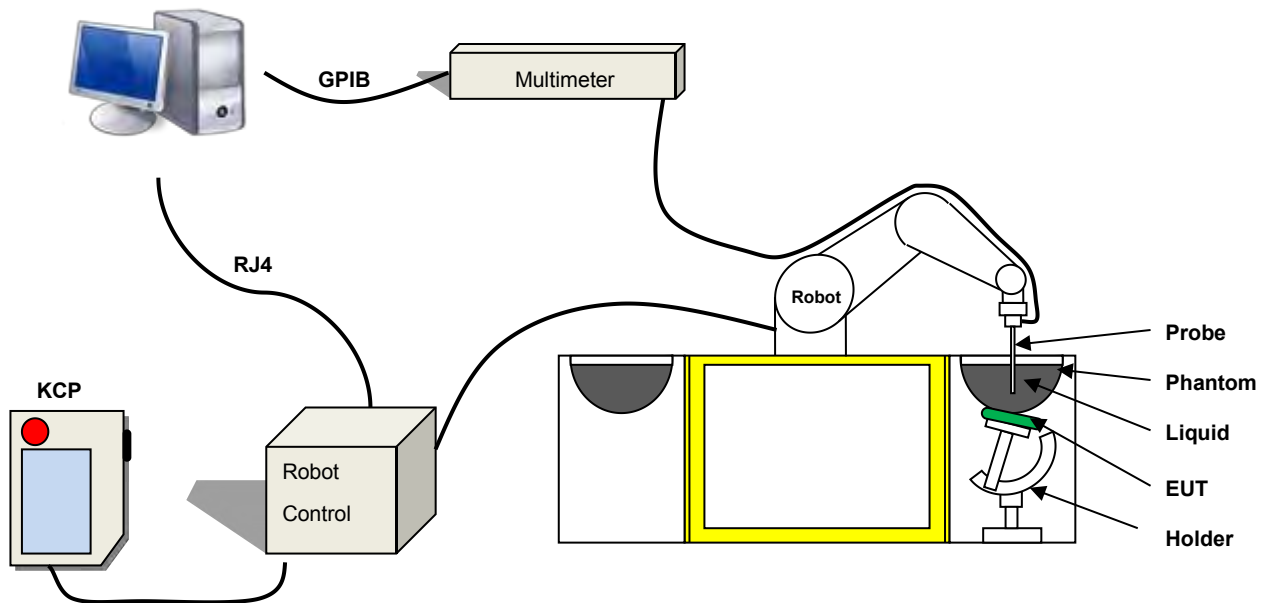 GPIB
Multimeter
RJ4
Robot
Probe
Phantom
KCP
Liquid
Robot
Control
EUT
Holder